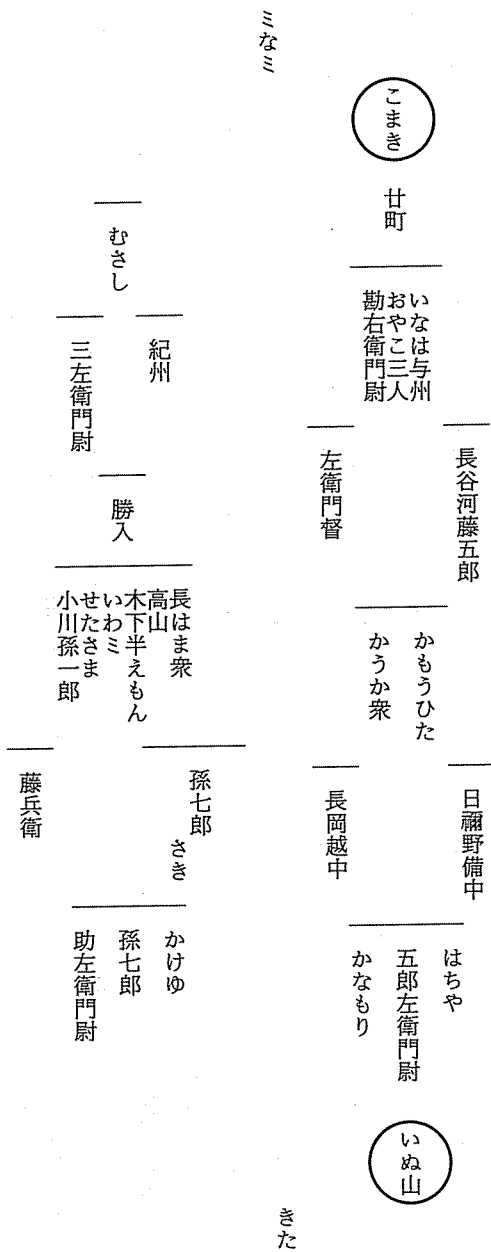 ミなミ
こまき
廿町
いなは与州
おやこ三人
勘右衛門尉
長谷河藤五郎
左衛門督
かもうひた
かうか衆
日禰野備中
長岡越中
はちや
五郎左衛門尉
かなもり
いぬ山
きた
むさし
紀州
三左衛門尉
勝入
長はま衆
高山
木下半えもん
いわミ
せたさま
小川孫一郎
孫七郎
さき
藤兵衛
かけゆ
孫七郎
助左衛門尉